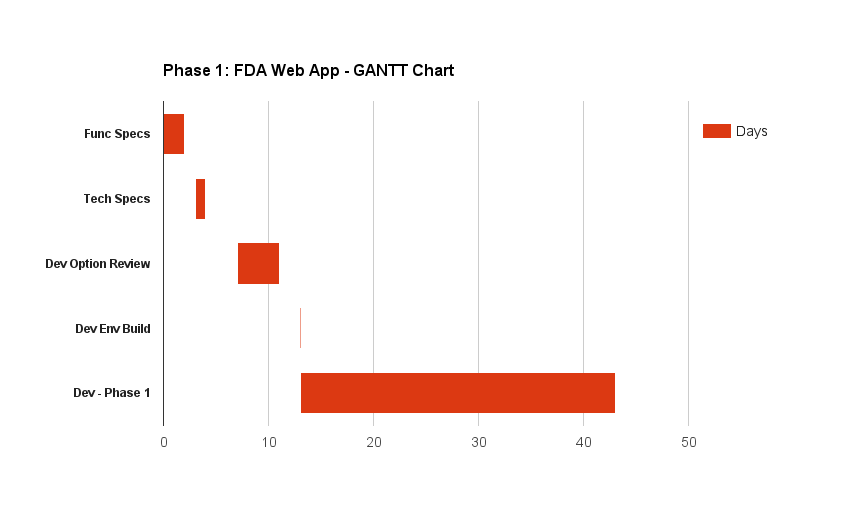 Phase 1: FDA Web App - GANTT Chart
Days
Func Specs
Tech Specs
Dev Option Review
Dev Env Build
Dev - Phase 1
0 10 20 30 40 50